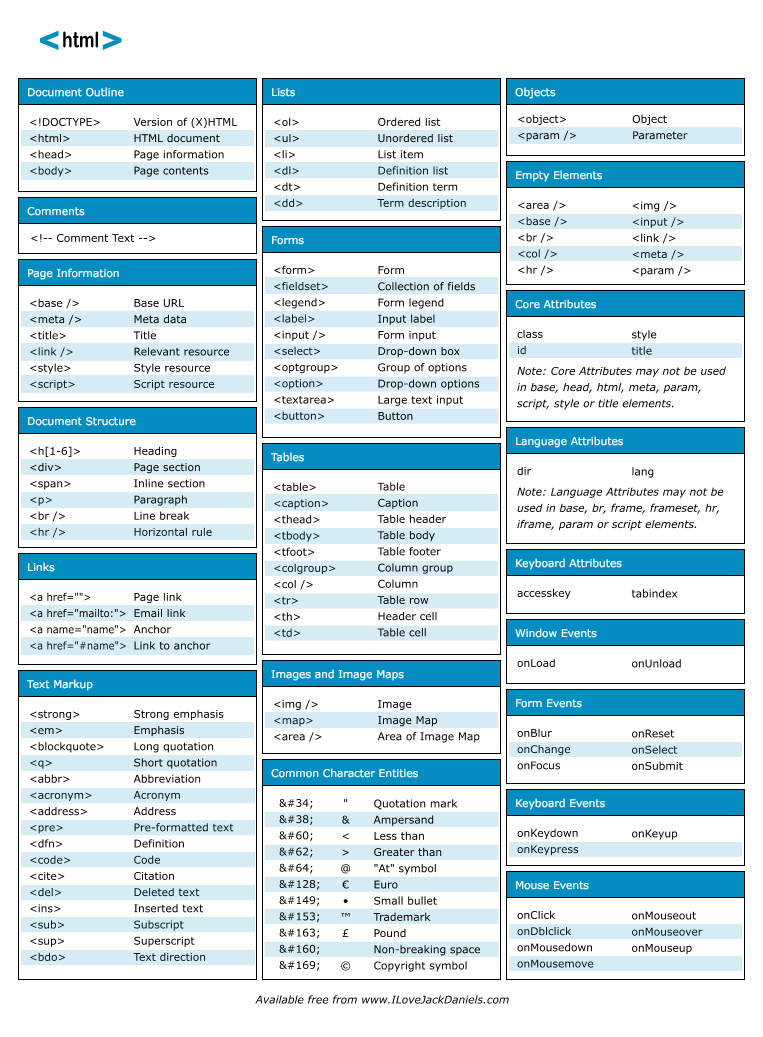 <html>
Document Outline
<!DOCTYPE> Version of (X)HTML
<html> HTML document
<head> Page information
<body> Page contents
Comments
<!-- Comment Text -->
Page Information
<base /> Base URL
<meta /> Meta data
<title> Title
<link /> Relevant resource
<style> Style resource
<script> Script resource
Document Structure
<h[1-6]> Heading
<div> Page section
<span> Inline section
<p> Paragraph
<br /> Line break
<hr /> Horizontal rule
Links
<a href=""> Page link
<a href="mailto:"> Email link
<a name="name"> Anchor
<a href="#name"> Link to anchor
Text Markup
<strong> Strong emphasis
<em> Emphasis
<blockquote> Long quotation
<q> Short quotation
<abbr> Abbreviation
<acronym> Acronym
<address> Address
<pre> Pre-formatted text
<dfn> Definition
<code> Code
<cite> Citation
<del> Deleted text
<ins> Inserted text
<sub> Subscript
<sup> Superscript
<bdo> Text direction
Lists
<ol> Ordered list
<ul> Unordered list
<li> List item
<dl> Definition list
<dt> Definition term
<dd> Term description
Forms
<form> Form
<fieldset> Collection of fields
<legend> Form legend
<label> Input label
<input /> Form input
<select> Drop-down box
<optgroup> Group of options
<option> Drop-down options
<textarea> Large text input
<button> Button
Tables
<table> Table
<caption> Caption
<thead> Table header
<tbody> Table body
<tfoot> Table footer
<colgroup> Column group
<col /> Column
<tr> Table row
<th> Header cell
<td> Table cell
Images and Image Maps
<img /> Image
<map> Image Map
<area /> Area of Image Map
Common Character Entities
&#34; " Quotation mark
&#38; & Ampersand
&#60; < Less than
&#62; > Greater than
&#64; @ "At" symbol
&#128; € Euro
&#149; • Small bullet
&#153; ™ Trademark
&#163; £ Pound
&#160; Non-breaking space
&#169; © Copyright symbol
Objects
<object> Object
<param /> Parameter
Empty Elements
<area /> <img />
<base /> <input />
<br /> <link />
<col /> <meta />
<hr /> <param />
Core Attributes
class style
id title
Note: Core Attributes may not be used
in base, head, html, meta, param,
script, style or title elements.
Language Attributes
dir lang
Note: Language Attributes may not be
used in base, br, frame, frameset, hr,
iframe, param or script elements.
Keyboard Attributes
accesskey tabindex
Window Events
onLoad onUnload
Form Events
onBlur onReset
onChange onSelect
onFocus onSubmit
Keyboard Events
onKeydown onKeyup
onKeypress
Mouse Events
onClick onMouseout
onDblclick onMouseover
onMousedown onMouseup
onMousemove
Available free from www.ILoveJackDaniels.com